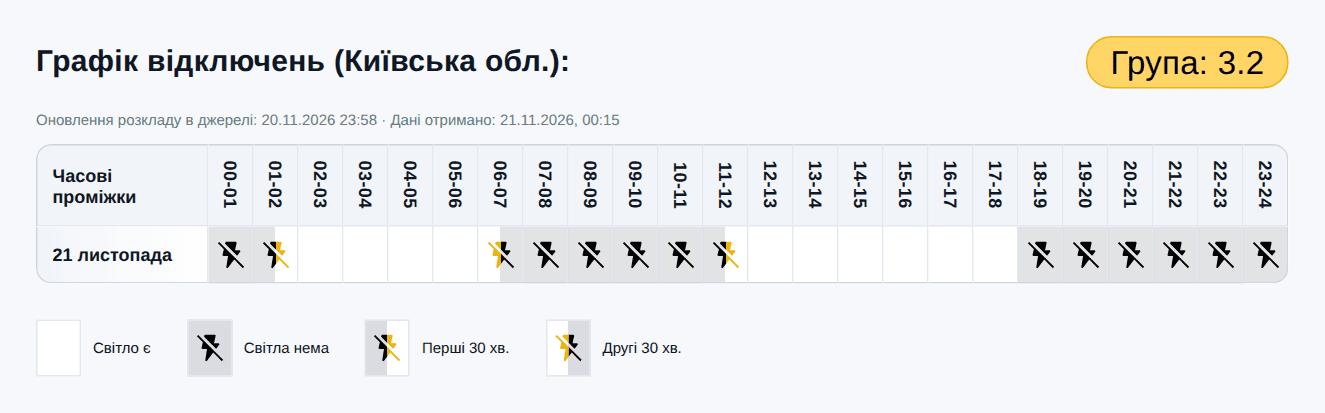 Графік відключень (Київська обл.):
Група: 3.2
Оновлення розкладу в джерелі: 20.11.2026 23:58 · Дані отримано: 21.11.2026, 00:15
Часові
проміжки
00-01
01-02
02-03
03-04
04-05
05-06
06-07
07-08
08-09
09-10
10-11
11-12
12-13
13-14
14-15
15-16
16-17
17-18
18-19
19-20
20-21
21-22
22-23
23-24
21 листопада
Світло є
Світла нема
Перші 30 хв.
Другі 30 хв.